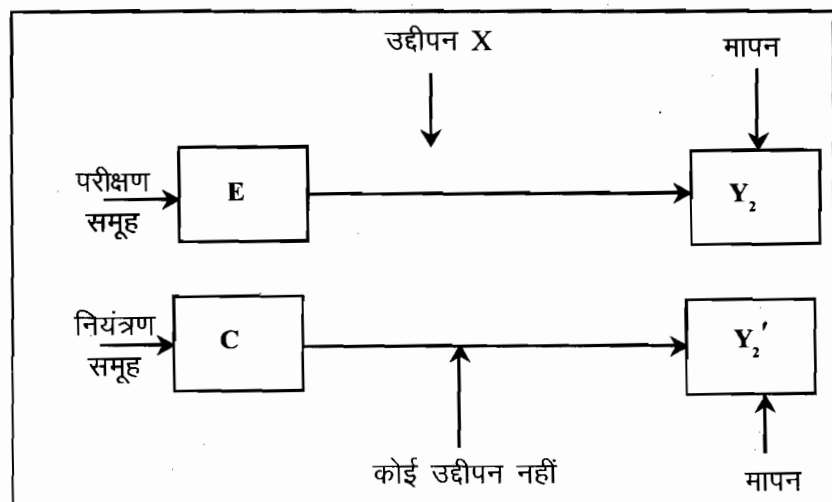 उद्दीपन X
मापन
परीक्षण
समूह
E
Y₂
नियंत्रण
समूह
C
Y₂′
कोई उद्दीपन नहीं
मापन